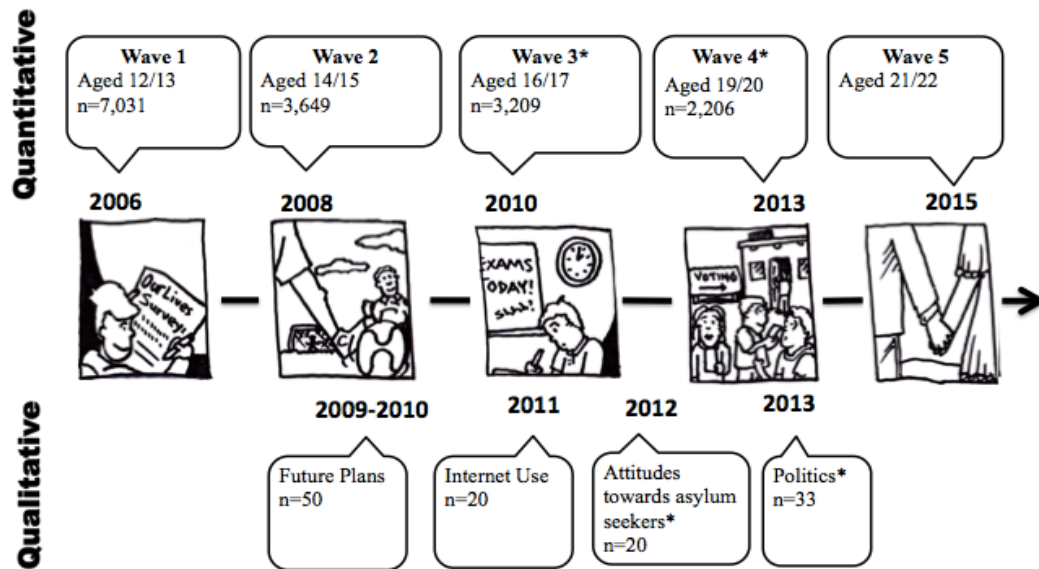 Quantitative
Wave 1
Aged 12/13
n=7,031
Wave 2
Aged 14/15
n=3,649
Wave 3*
Aged 16/17
n=3,209
Wave 4*
Aged 19/20
n=2,206
Wave 5
Aged 21/22
2006
2008
2010
2013
2015
Our Lives
Survey!
EXAMS
TODAY!
shh!
VOTING
Qualitative
2009-2010
2011
2012
2013
Future Plans
n=50
Internet Use
n=20
Attitudes
towards asylum
seekers*
n=20
Politics*
n=33